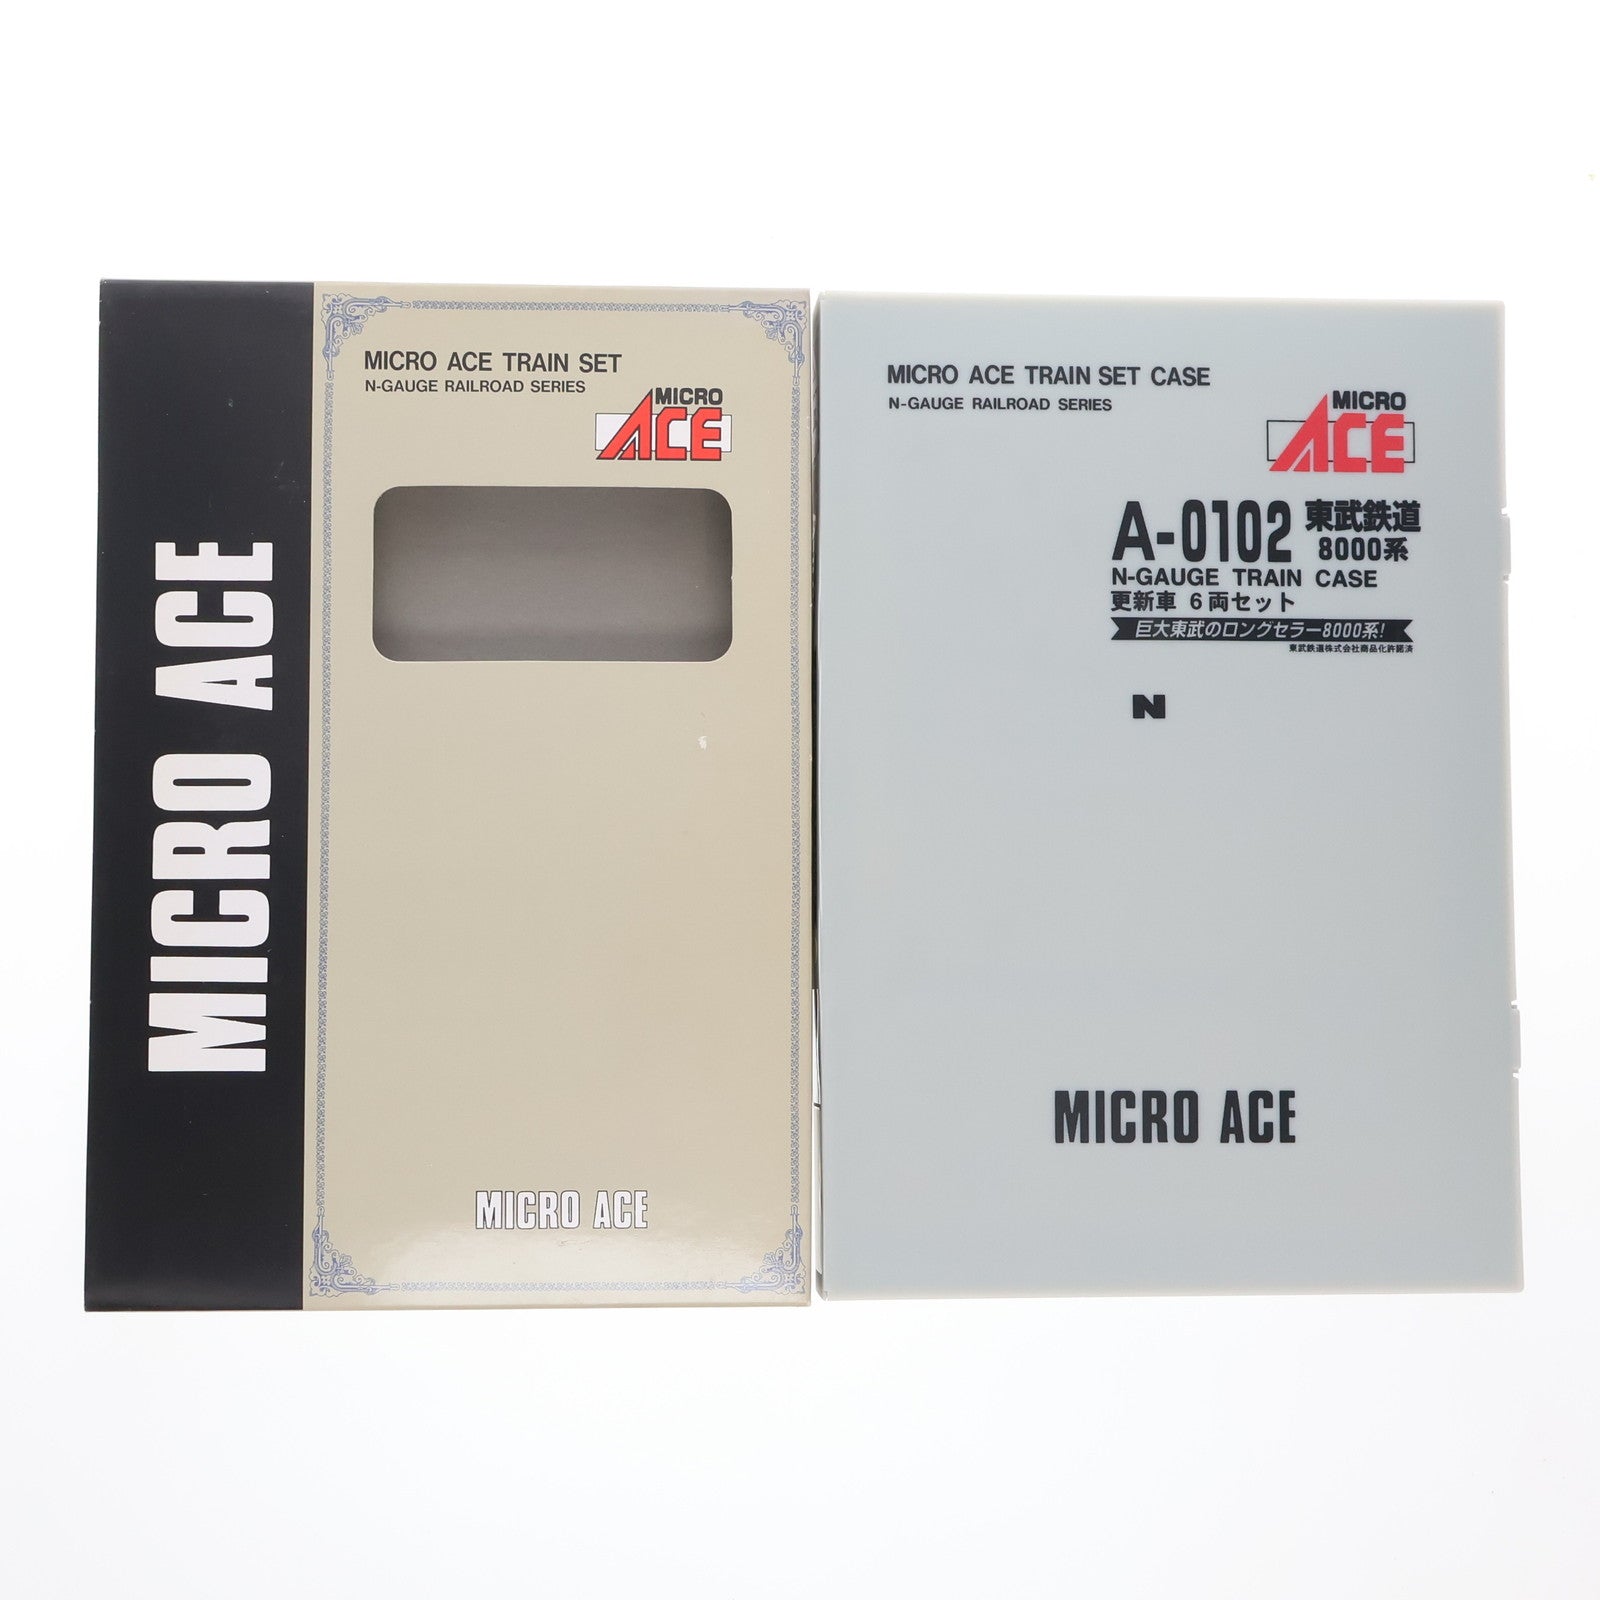 MICRO ACE
MICRO ACE TRAIN SET
N-GAUGE RAILROAD SERIES
MICRO
ACE
MICRO ACE
MICRO ACE TRAIN SET CASE
N-GAUGE RAILROAD SERIES
MICRO
ACE
A-0102 東武鉄道
8000系
N-GAUGE TRAIN CASE
更新車 6両セット
巨大東武のロングセラー8000系!
東武鉄道株式会社商品化許諾済
N
MICRO ACE